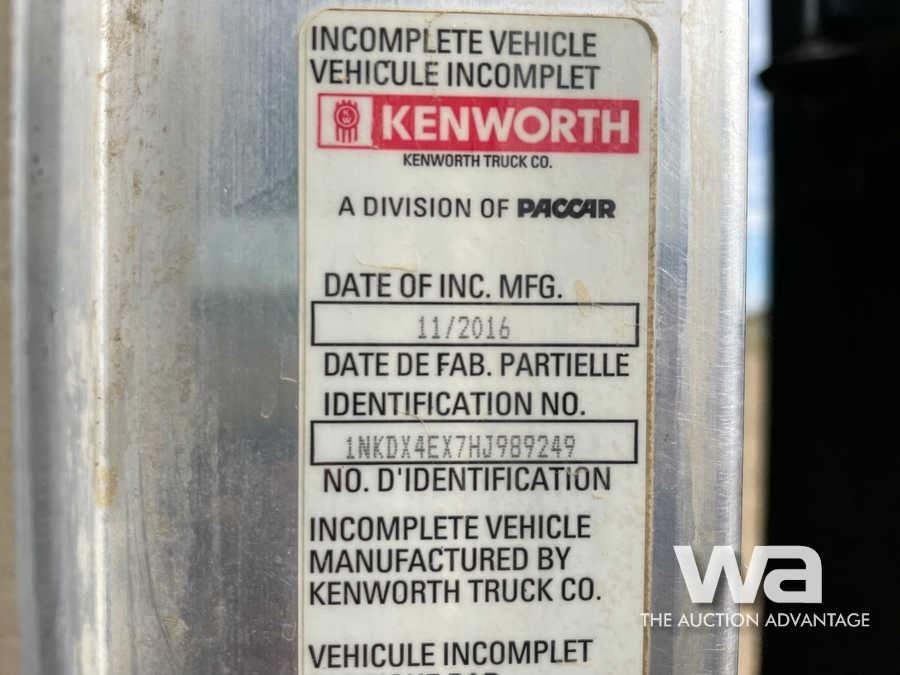 INCOMPLETE VEHICLE
VEHICULE INCOMPLET
KENWORTH
KENWORTH TRUCK CO.
A DIVISION OF PACCAR
DATE OF INC. MFG.
11/2016
DATE DE FAB. PARTIELLE
IDENTIFICATION NO.
1NKDX4EX7HJ989249
NO. D'IDENTIFICATION
INCOMPLETE VEHICLE
MANUFACTURED BY
KENWORTH TRUCK CO.
VEHICULE INCOMPLET
wa
THE AUCTION ADVANTAGE